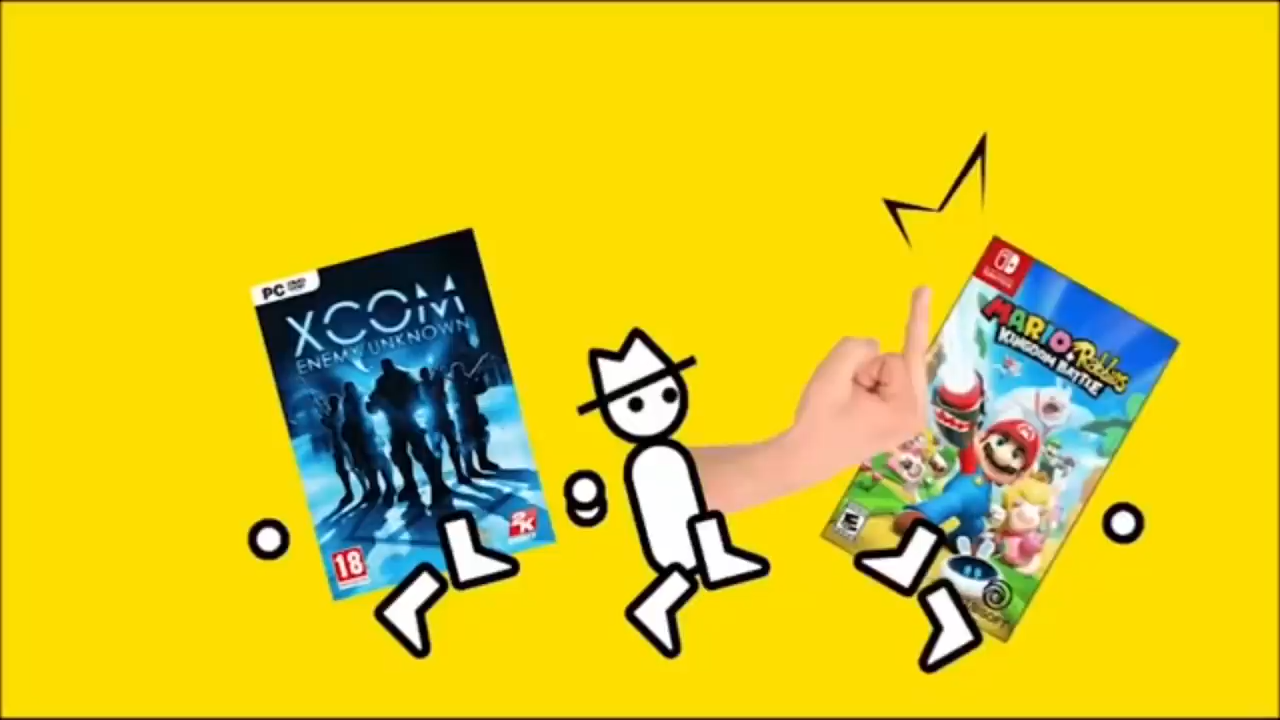 PC DVD
XCOM
ENEMY UNKNOWN
18
2K
MARIO +
Rabbids
KINGDOM BATTLE
E